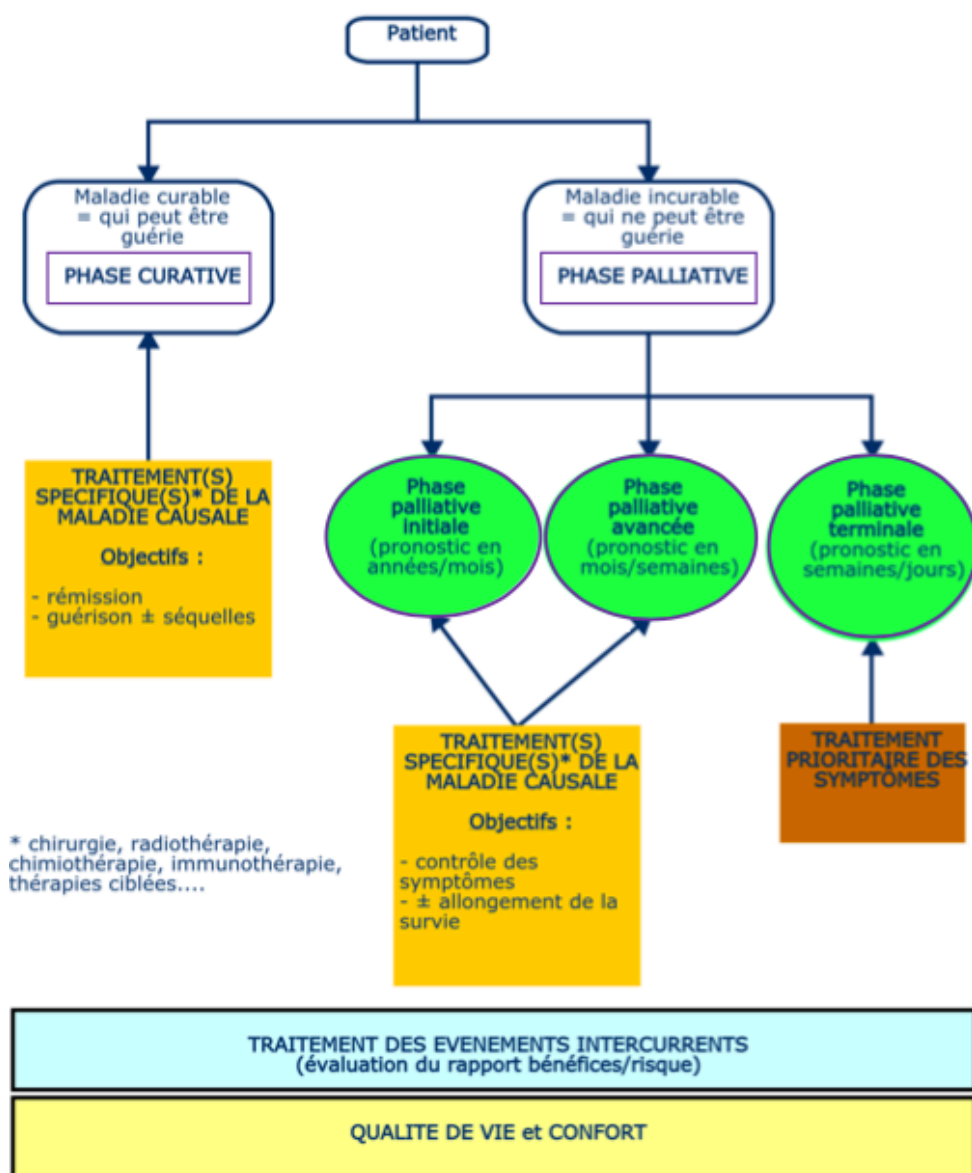 Patient
Maladie curable
= qui peut être
guérie
PHASE CURATIVE
Maladie incurable
= qui ne peut être
guérie
PHASE PALLIATIVE
TRAITEMENT(S)
SPECIFIQUE(S)* DE LA
MALADIE CAUSALE
Objectifs :
- rémission
- guérison ± séquelles
Phase
palliative
initiale
(pronostic en
années/mois)
Phase
palliative
avancée
(pronostic en
mois/semaines)
Phase
palliative
terminale
(pronostic en
semaines/jours)
TRAITEMENT(S)
SPECIFIQUE(S)* DE LA
MALADIE CAUSALE
Objectifs :
- contrôle des
symptômes
- ± allongement de la
survie
TRAITEMENT
PRIORITAIRE DES
SYMPTÔMES
* chirurgie, radiothérapie,
chimiothérapie, immunothérapie,
thérapies ciblées....
TRAITEMENT DES EVENEMENTS INTERCURRENTS
(évaluation du rapport bénéfices/risque)
QUALITE DE VIE et CONFORT